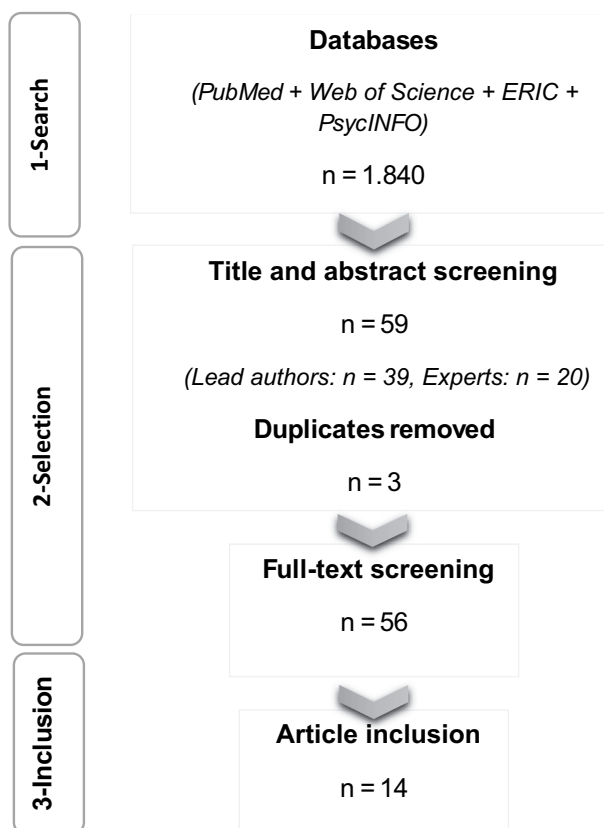 1-Search
Databases
(PubMed + Web of Science + ERIC +
PsycINFO)
n = 1.840
2-Selection
Title and abstract screening
n = 59
(Lead authors: n = 39, Experts: n = 20)
Duplicates removed
n = 3
Full-text screening
n = 56
3-Inclusion
Article inclusion
n = 14